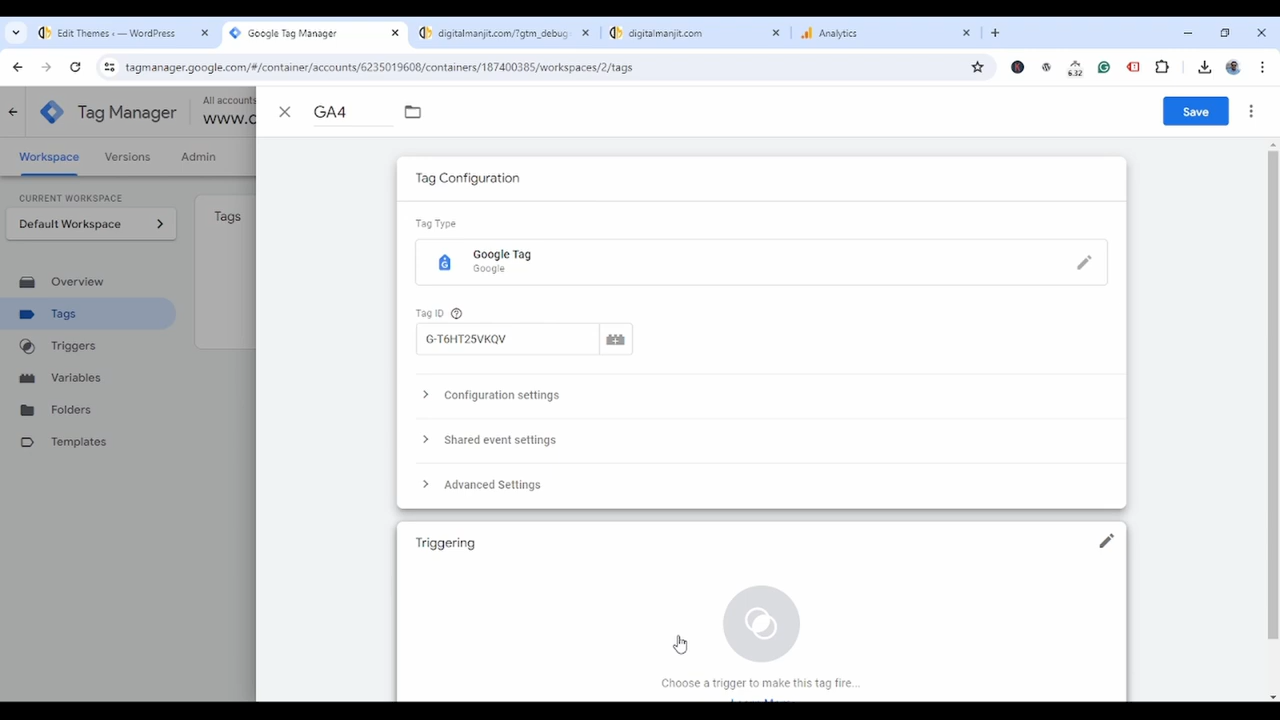 Edit Themes ‹ — WordPress
Google Tag Manager
digitalmanjit.com/?gtm_debug
digitalmanjit.com
Analytics
tagmanager.google.com/#/container/accounts/6235019608/containers/187400385/workspaces/2/tags
6.32
Tag Manager
All accounts
GA4
Save
Workspace
Versions
Admin
CURRENT WORKSPACE
Default Workspace
Tags
Overview
Tags
Triggers
Variables
Folders
Templates
Tag Configuration
Tag Type
Google Tag
Google
Tag ID
G-T6HT25VKQV
Configuration settings
Shared event settings
Advanced Settings
Triggering
Choose a trigger to make this tag fire...